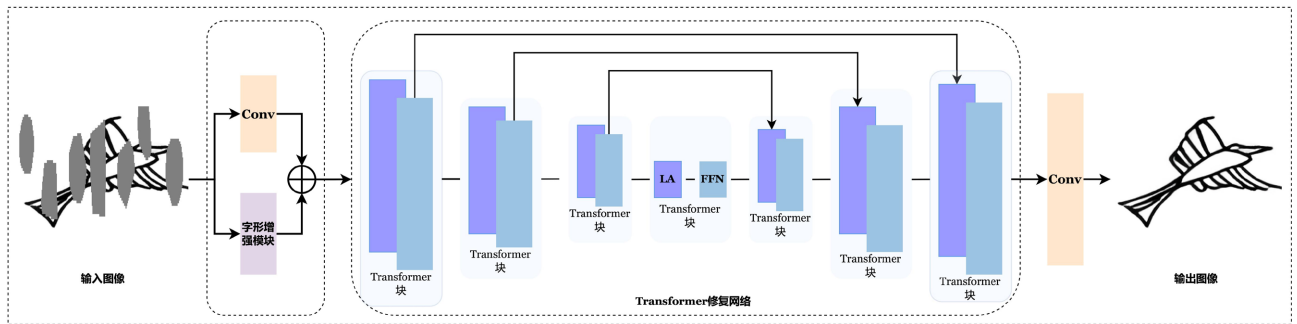 Conv
字形增
强模块
输入图像
Transformer
块
Transformer
块
Transformer
块
LA
FFN
Transformer
块
Transformer
块
Transformer
块
Transformer
块
Transformer修复网络
Conv
输出图像